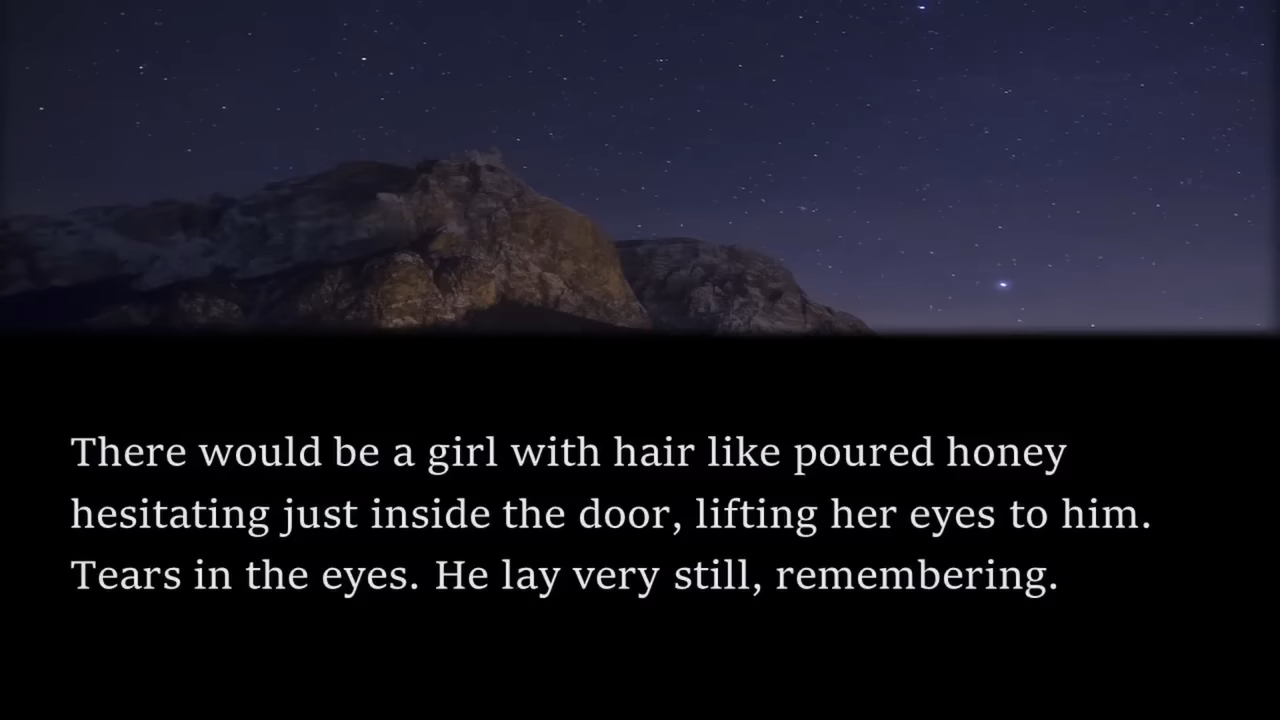 There would be a girl with hair like poured honey
hesitating just inside the door, lifting her eyes to him.
Tears in the eyes. He lay very still, remembering.